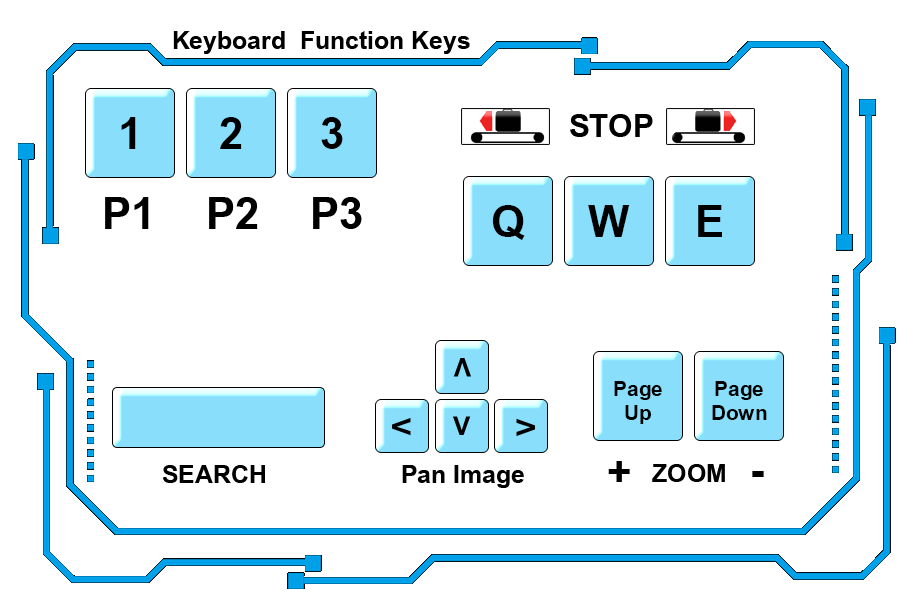 Keyboard  Function Keys
1 2 3
P1 P2 P3
STOP
Q W E
Page Up
Page Down
˄
< ˅ >
SEARCH
Pan Image
+ ZOOM -